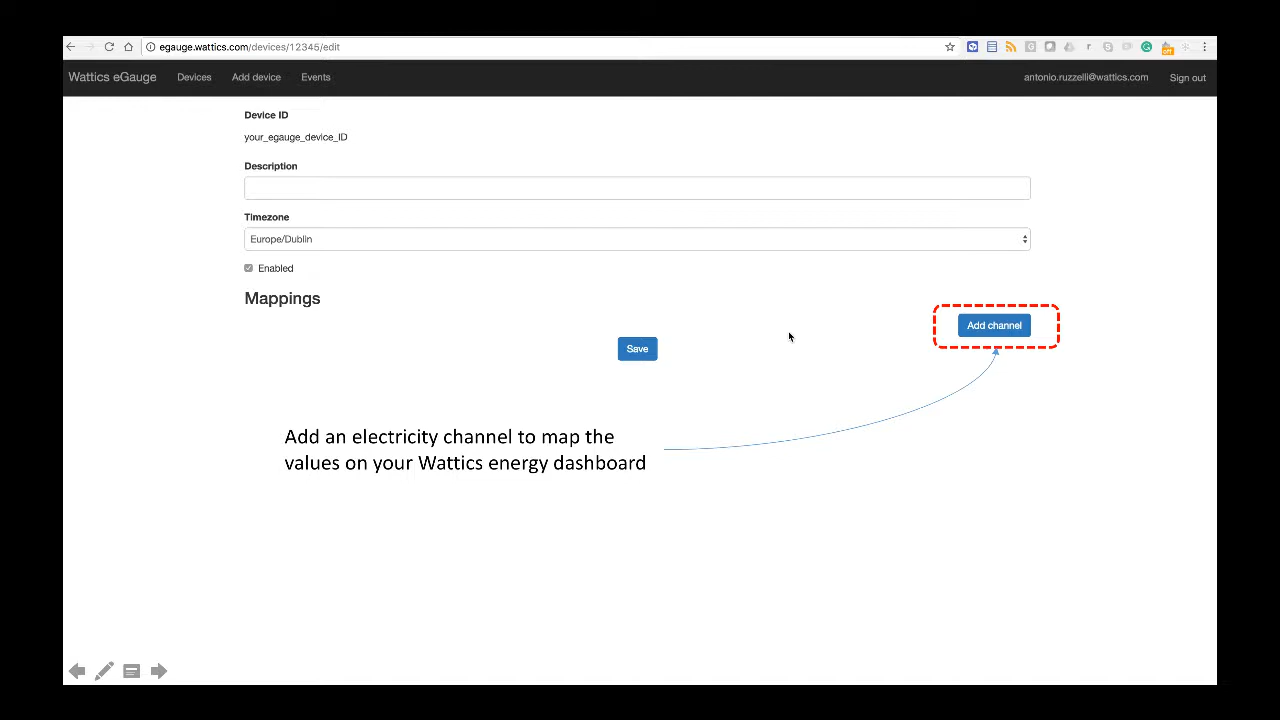 egauge.wattics.com/devices/12345/edit
Wattics eGauge Devices Add device Events antonio.ruzzelli@wattics.com Sign out
Device ID
your_egauge_device_ID
Description
Timezone
Europe/Dublin
Enabled
Mappings
Add channel
Save
Add an electricity channel to map the
values on your Wattics energy dashboard